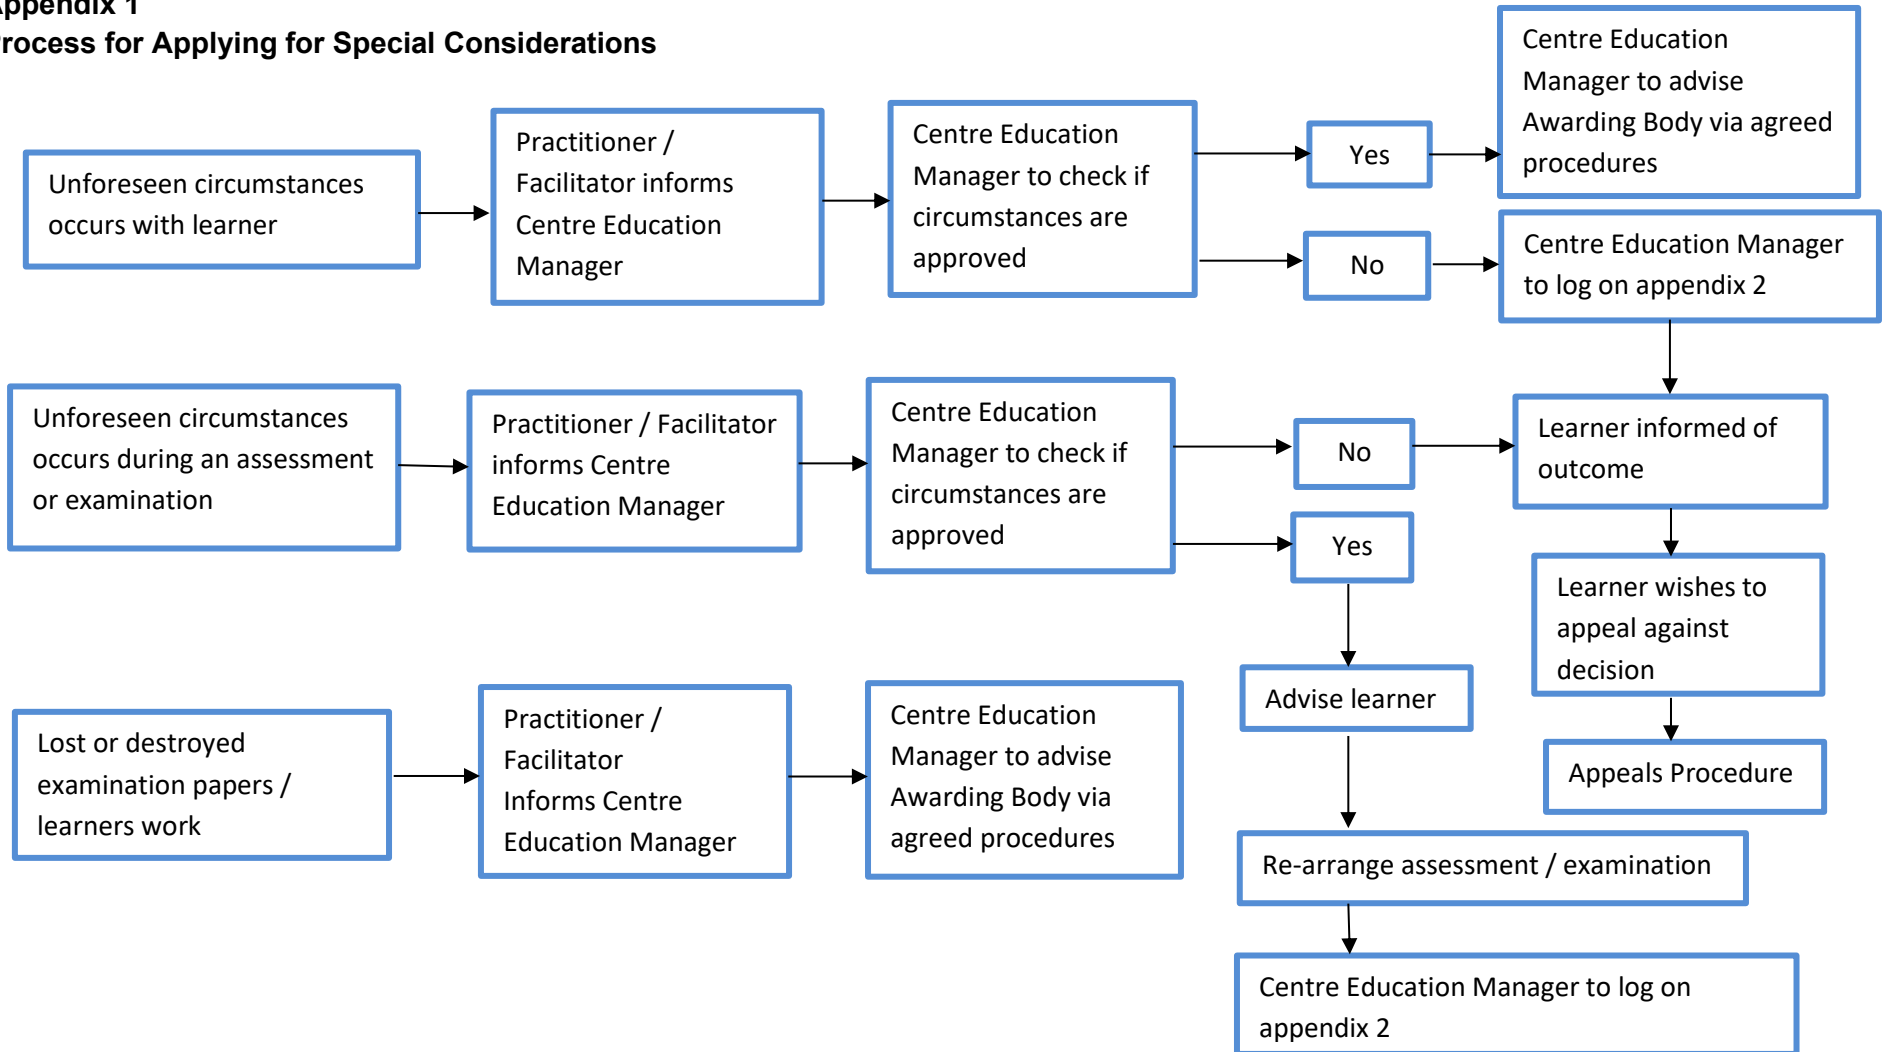 Appendix 1
Process for Applying for Special Considerations
Unforeseen circumstances
occurs with learner
Practitioner /
Facilitator informs
Centre Education
Manager
Centre Education
Manager to check if
circumstances are
approved
Yes
Centre Education
Manager to advise
Awarding Body via agreed
procedures
No
Centre Education Manager
to log on appendix 2
Unforeseen circumstances
occurs during an assessment
or examination
Practitioner / Facilitator
informs Centre
Education Manager
Centre Education
Manager to check if
circumstances are
approved
No
Learner informed of
outcome
Yes
Learner wishes to
appeal against
decision
Advise learner
Appeals Procedure
Lost or destroyed
examination papers /
learners work
Practitioner /
Facilitator
Informs Centre
Education Manager
Centre Education
Manager to advise
Awarding Body via
agreed procedures
Re-arrange assessment / examination
Centre Education Manager to log on
appendix 2